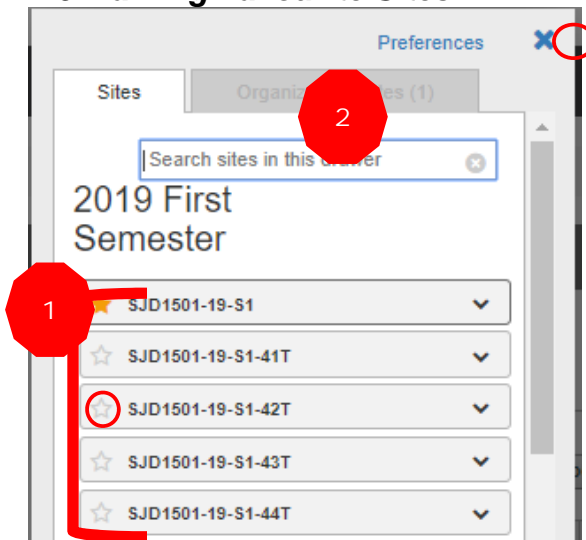 Preferences
Sites
(1)
2
Search sites in this
2019 First
Semester
1
SJD1501-19-S1
SJD1501-19-S1-41T
SJD1501-19-S1-42T
SJD1501-19-S1-43T
SJD1501-19-S1-44T